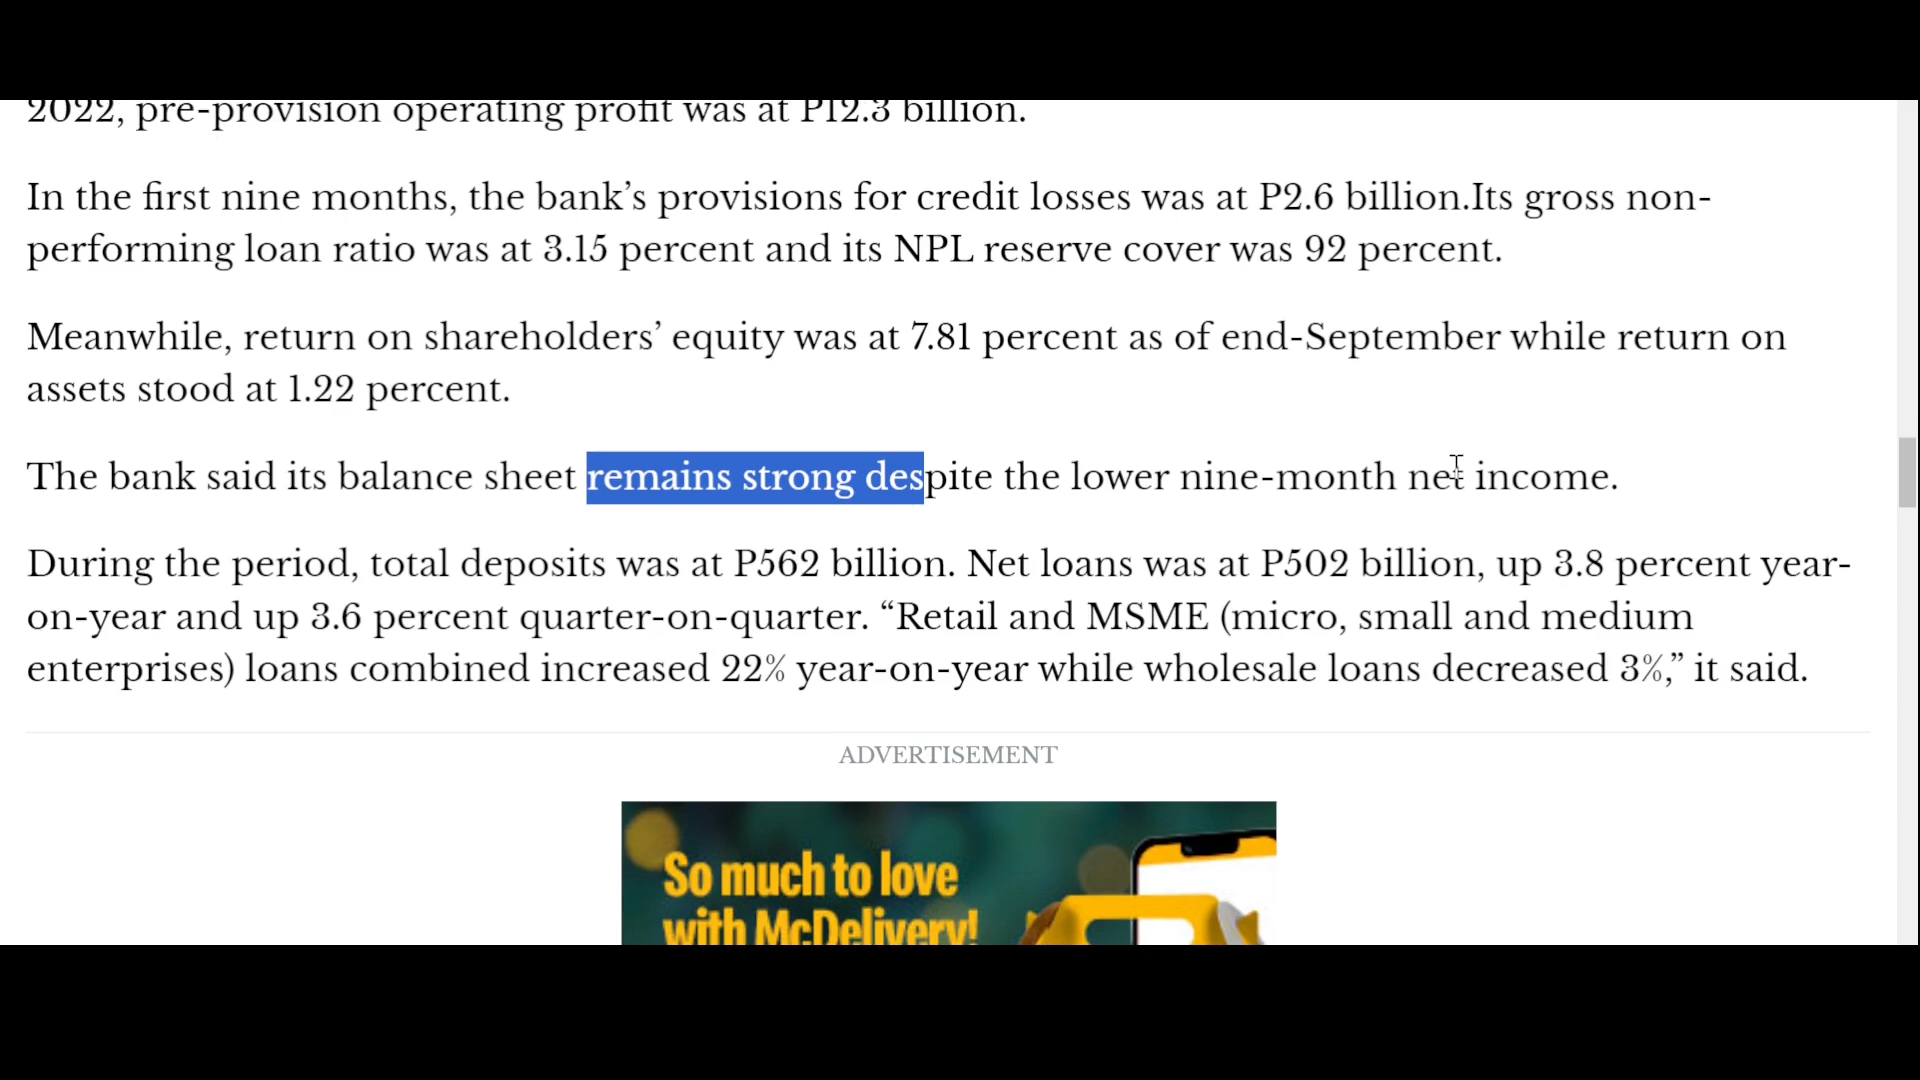 2022, pre-provision operating profit was at P12.3 billion.
In the first nine months, the bank’s provisions for credit losses was at P2.6 billion.Its gross non-
performing loan ratio was at 3.15 percent and its NPL reserve cover was 92 percent.
Meanwhile, return on shareholders’ equity was at 7.81 percent as of end-September while return on
assets stood at 1.22 percent.
The bank said its balance sheet remains strong despite the lower nine-month net income.
During the period, total deposits was at P562 billion. Net loans was at P502 billion, up 3.8 percent year-
on-year and up 3.6 percent quarter-on-quarter. “Retail and MSME (micro, small and medium
enterprises) loans combined increased 22% year-on-year while wholesale loans decreased 3%,” it said.
ADVERTISEMENT
So much to love
with McDelivery!